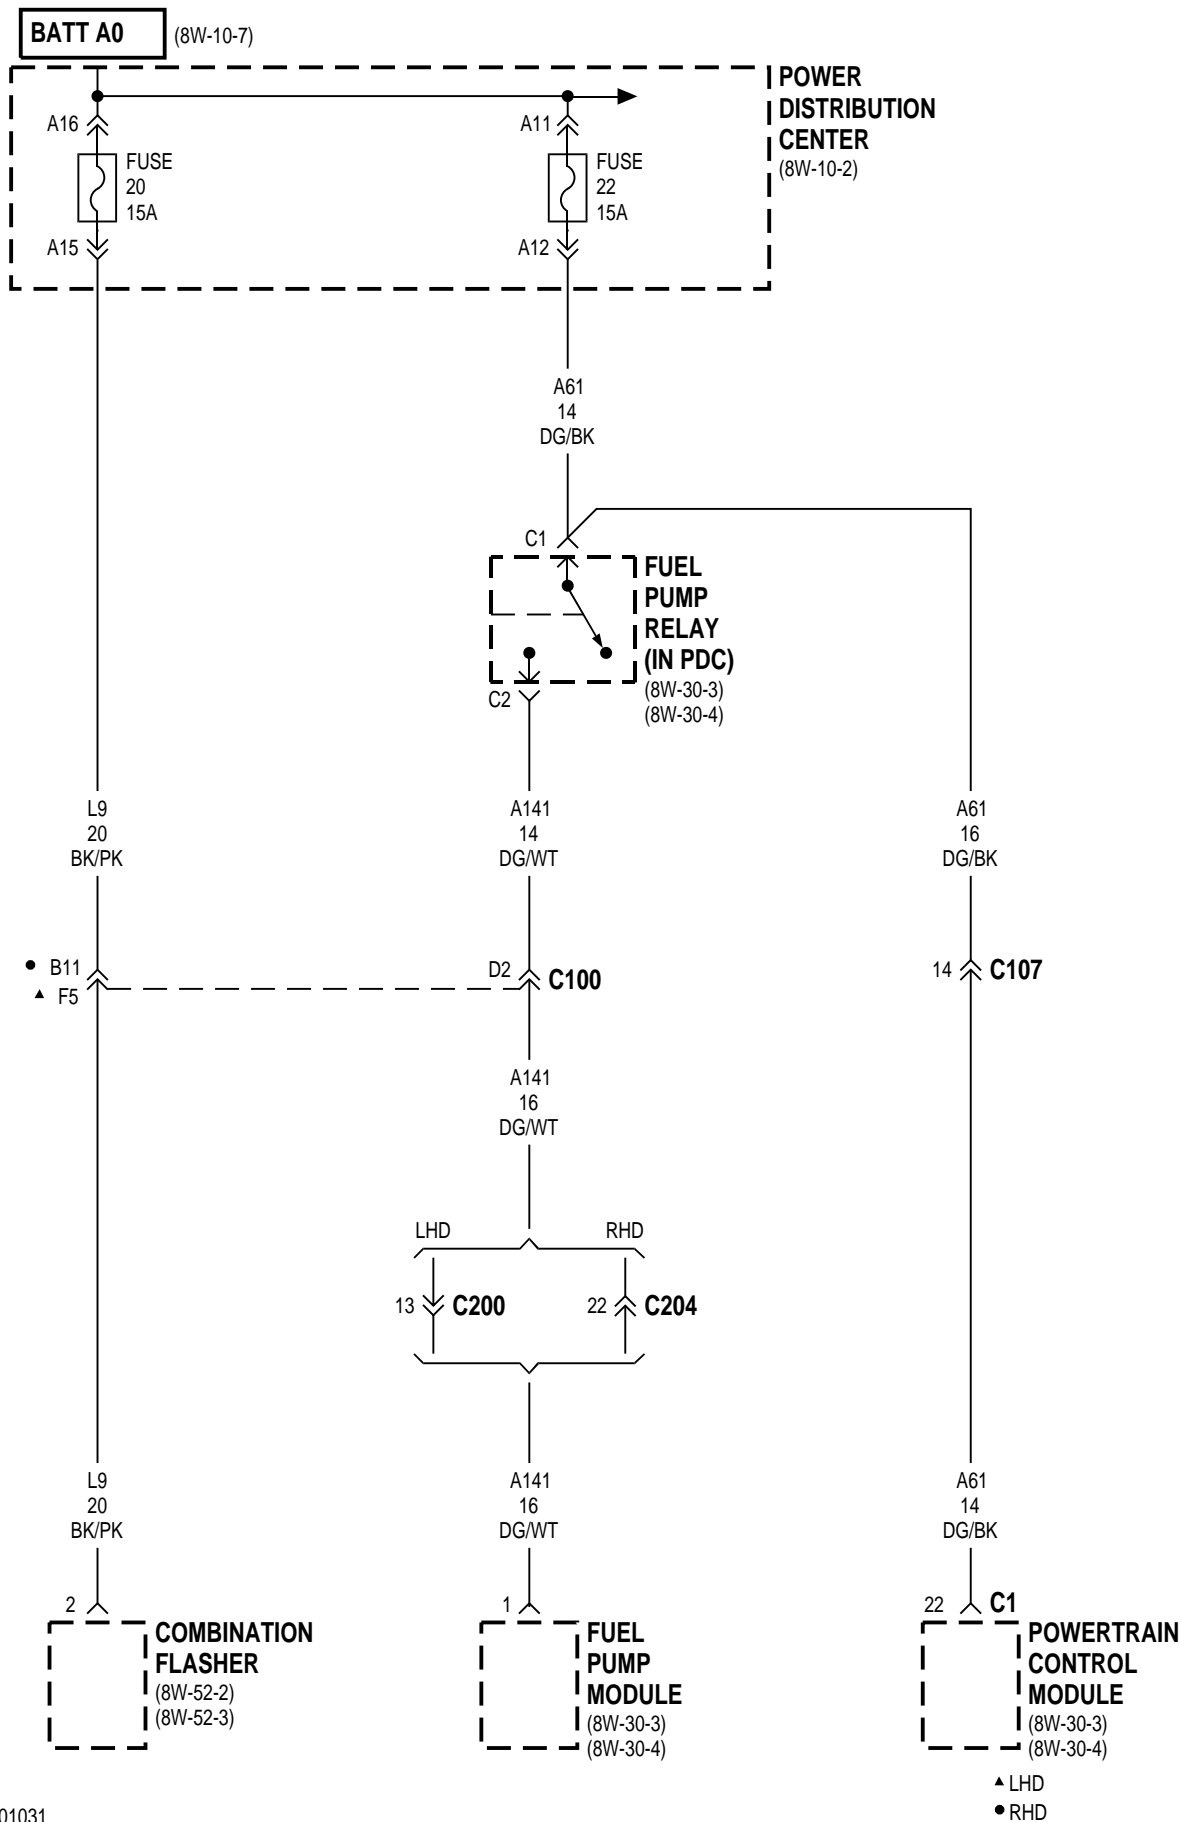 BATT A0 (8W-10-7)
POWER
DISTRIBUTION
CENTER
(8W-10-2)
A16
FUSE
20
15A
A15
A11
FUSE
22
15A
A12
A61
14
DG/BK
C1
FUEL
PUMP
RELAY
(IN PDC)
(8W-30-3)
(8W-30-4)
C2
L9
20
BK/PK
A141
14
DG/WT
A61
16
DG/BK
● B11
▲ F5
D2 C100
14 C107
A141
16
DG/WT
LHD RHD
13 C200
22 C204
L9
20
BK/PK
A141
16
DG/WT
A61
14
DG/BK
2
COMBINATION
FLASHER
(8W-52-2)
(8W-52-3)
1
FUEL
PUMP
MODULE
(8W-30-3)
(8W-30-4)
22 C1
POWERTRAIN
CONTROL
MODULE
(8W-30-3)
(8W-30-4)
▲ LHD
● RHD